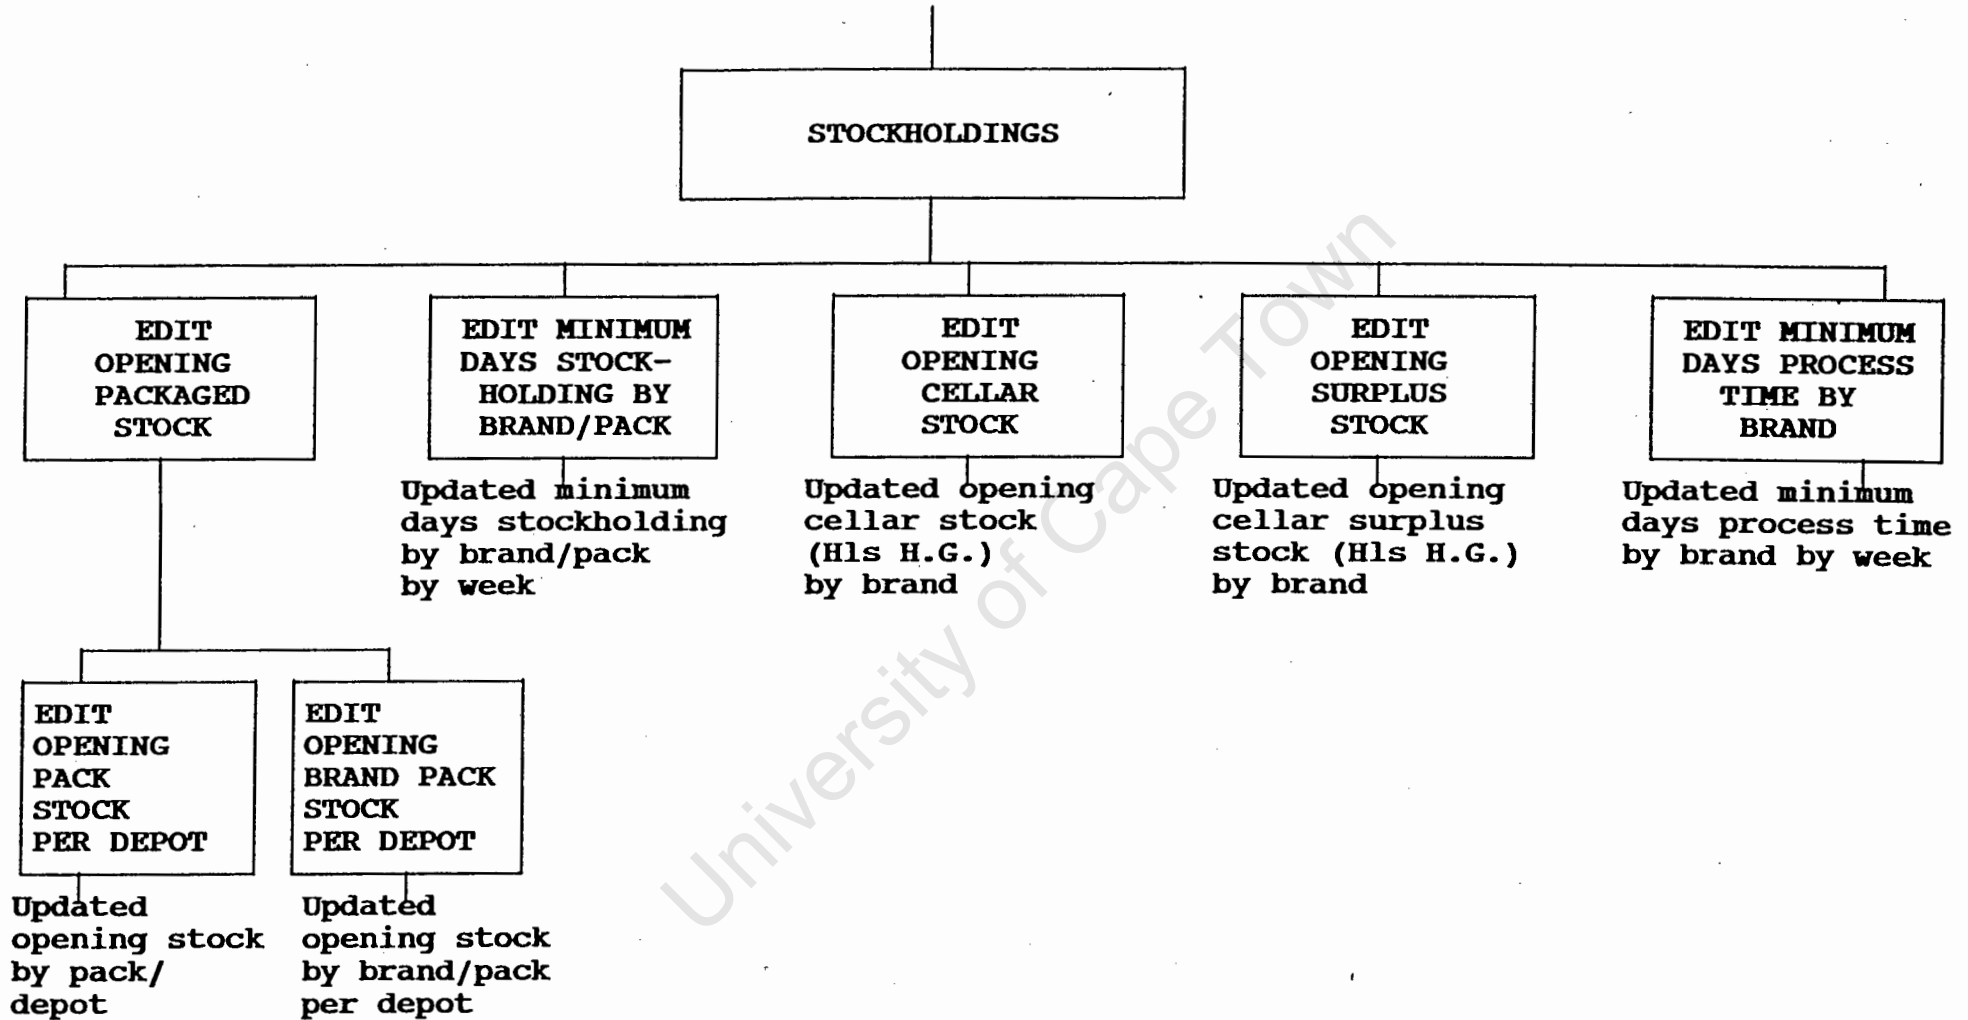 STOCKHOLDINGS
EDIT
OPENING
PACKAGED
STOCK
EDIT MINIMUM
DAYS STOCK-
HOLDING BY
BRAND/PACK
EDIT
OPENING
CELLAR
STOCK
EDIT
OPENING
SURPLUS
STOCK
EDIT MINIMUM
DAYS PROCESS
TIME BY
BRAND
Updated minimum
days stockholding
by brand/pack
by week
Updated opening
cellar stock
(Hls H.G.)
by brand
Updated opening
cellar surplus
stock (Hls H.G.)
by brand
Updated minimum
days process time
by brand by week
EDIT
OPENING
PACK
STOCK
PER DEPOT
EDIT
OPENING
BRAND PACK
STOCK
PER DEPOT
Updated
opening stock
by pack/
depot
Updated
opening stock
by brand/pack
per depot
University of Cape Town